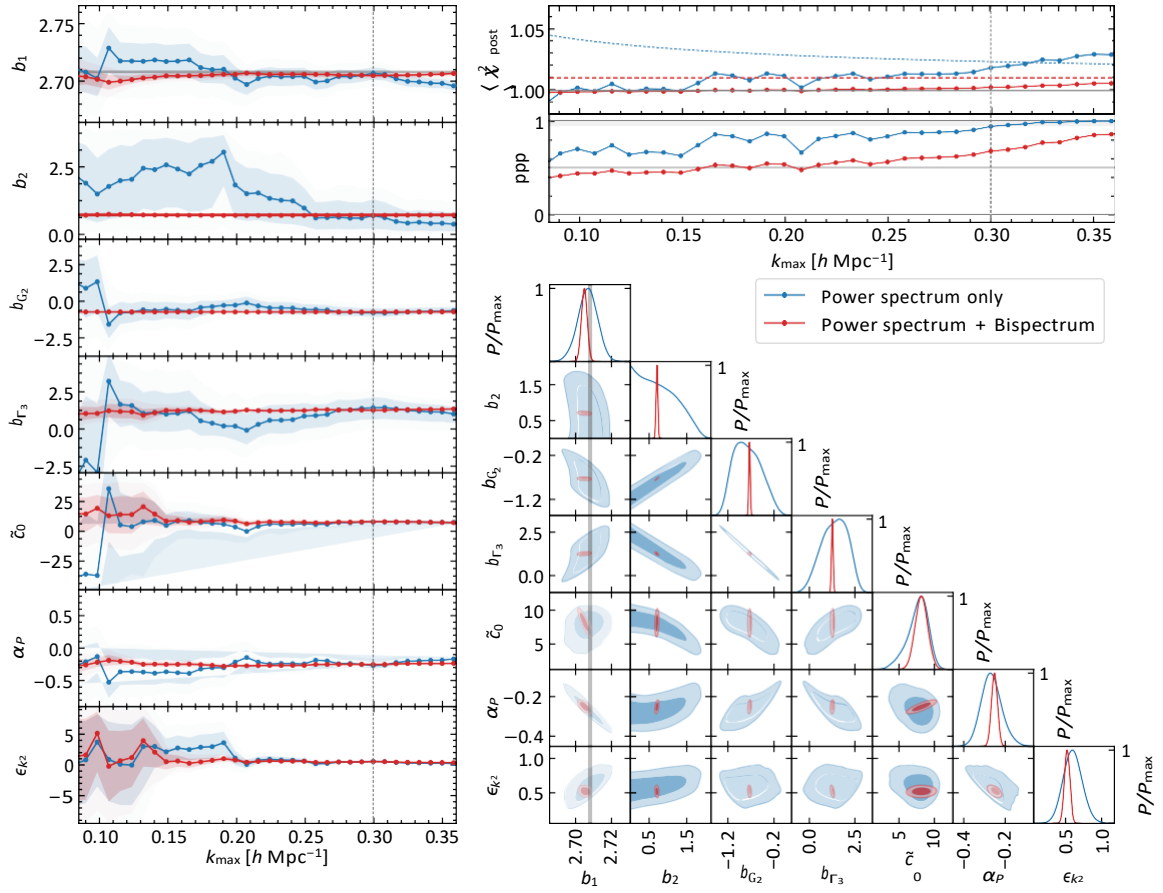 2.75
2.70
b1
2.5
0.0
b2
2.5
0.0
−2.5
bG2
2.5
0.0
−2.5
bΓ3
25
0
−25
c̃0
0.5
0.0
−0.5
αP
5
0
−5
ϵk2
0.10
0.15
0.20
0.25
0.30
0.35
kmax [h Mpc−1]
1.05
1.00
⟨ χ2 post
1
0
ppp
0.10
0.15
0.20
0.25
0.30
0.35
kmax [h Mpc−1]
Power spectrum only
Power spectrum + Bispectrum
1
P/Pmax
1
P/Pmax
1.5
0.5
b2
1
P/Pmax
−0.2
−1.2
bG2
1
P/Pmax
2.5
0.0
bΓ3
1
P/Pmax
10
5
c̃0
1
P/Pmax
−0.2
−0.4
αP
1
P/Pmax
1.0
0.5
ϵk2
2.70
2.72
0.5
1.5
−1.2
−0.2
0.0
2.5
5
10
−0.4
−0.2
0.5
1.0
b1
b2
bG2
bΓ3
c̃0
αP
ϵk2